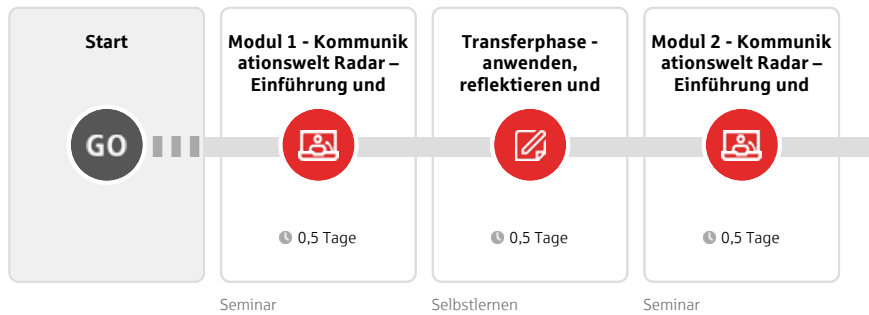 Start
GO
Modul 1 - Kommunik
ationswelt Radar –
Einführung und
0,5 Tage
Seminar
Transferphase -
anwenden,
reflektieren und
0,5 Tage
Selbstlernen
Modul 2 - Kommunik
ationswelt Radar –
Einführung und
0,5 Tage
Seminar